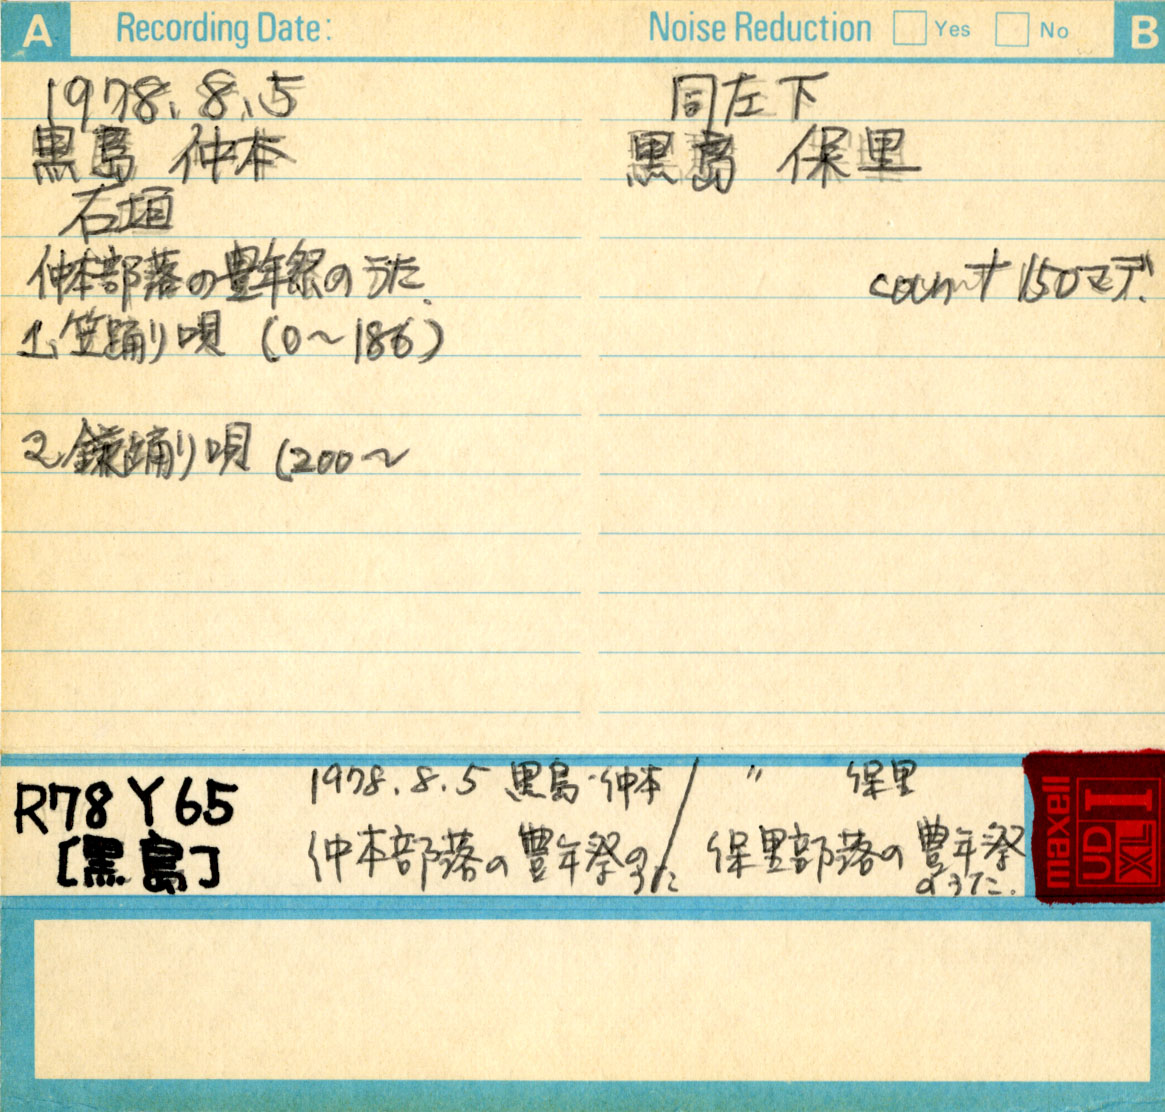 A Recording Date:
1978.8.5
黒島 仲本
石垣
仲本部落の豊年祭のうた.
1. 笠踊り唄 (0〜186)
2. 鎌踊り唄 (200〜
Noise Reduction Yes No B
同左下
黒島 保里
count 150マデ.
R78Y65
[黒島]
1978.8.5 黒島・仲本 / 〃 保里
仲本部落の豊年祭のうた / 保里部落の豊年祭のうた.
maxell
UD
XL I